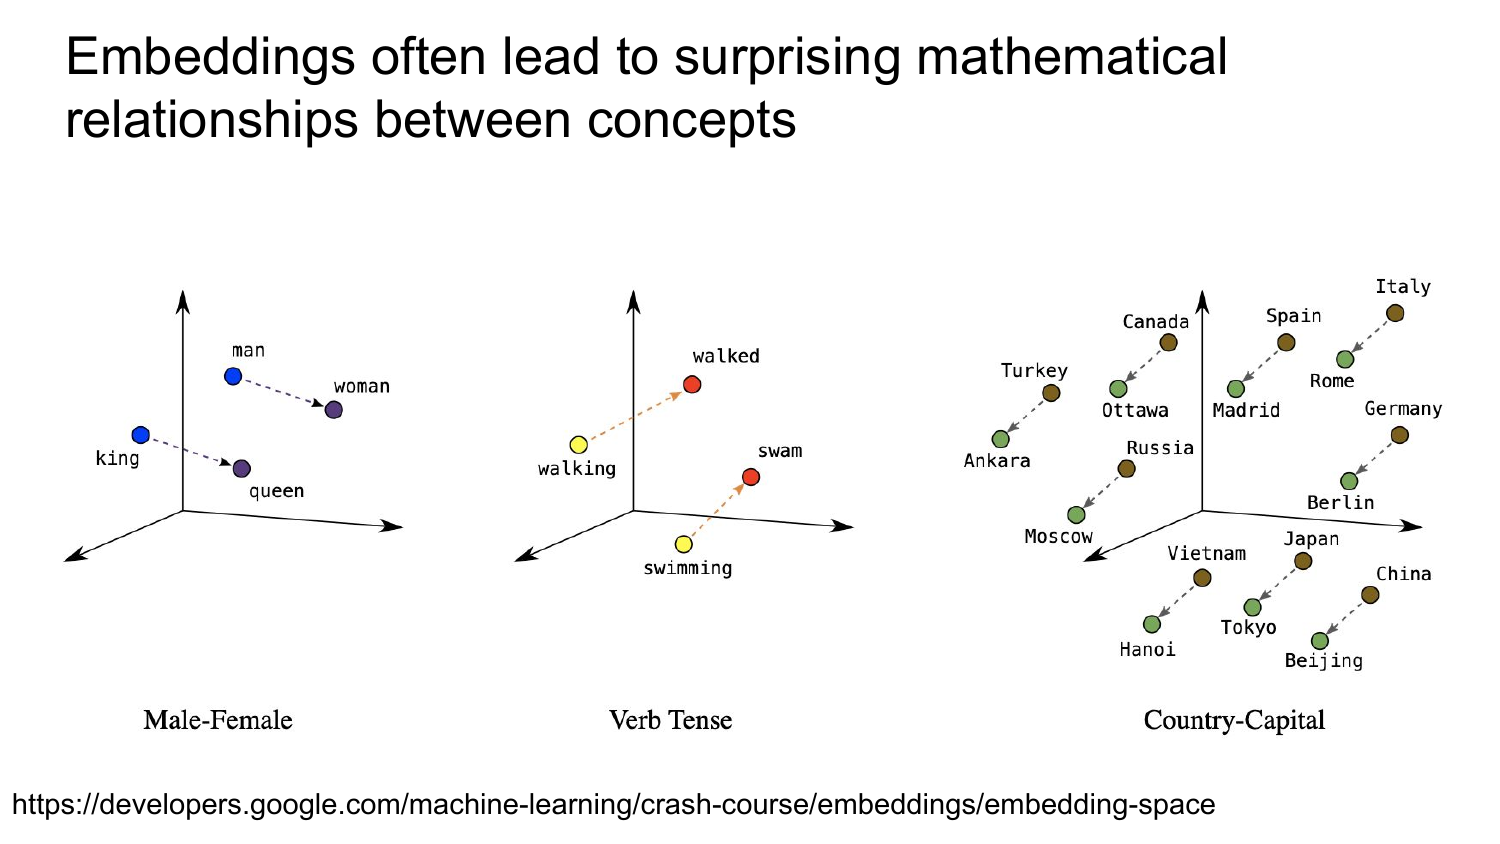 Embeddings often lead to surprising mathematical
relationships between concepts
man
woman
king
queen
Male-Female
walked
walking
swam
swimming
Verb Tense
Italy
Canada
Spain
Turkey
Rome
Ottawa
Madrid
Germany
Ankara
Russia
Berlin
Moscow
Japan
Vietnam
China
Tokyo
Hanoi
Beijing
Country-Capital
https://developers.google.com/machine-learning/crash-course/embeddings/embedding-space